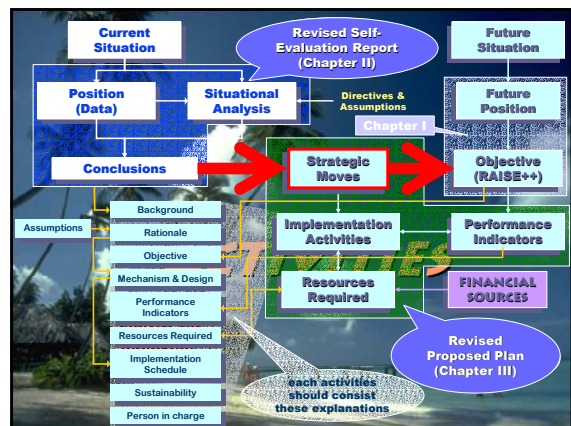 Current
Situation
Revised Self-
Evaluation Report
(Chapter II)
Future
Situation
Position
(Data)
Situational
Analysis
Directives &
Assumptions
Future
Position
Chapter I
Conclusions
Strategic
Moves
Objective
(RAISE++)
Background
Assumptions
Rationale
Objective
Mechanism & Design
Performance
Indicators
Resources Required
Implementation
Schedule
Sustainability
Person in charge
Implementation
Activities
Performance
Indicators
ACTIVITIES
Resources
Required
FINANCIAL
SOURCES
Revised
Proposed Plan
(Chapter III)
each activities
should consist
these explanations